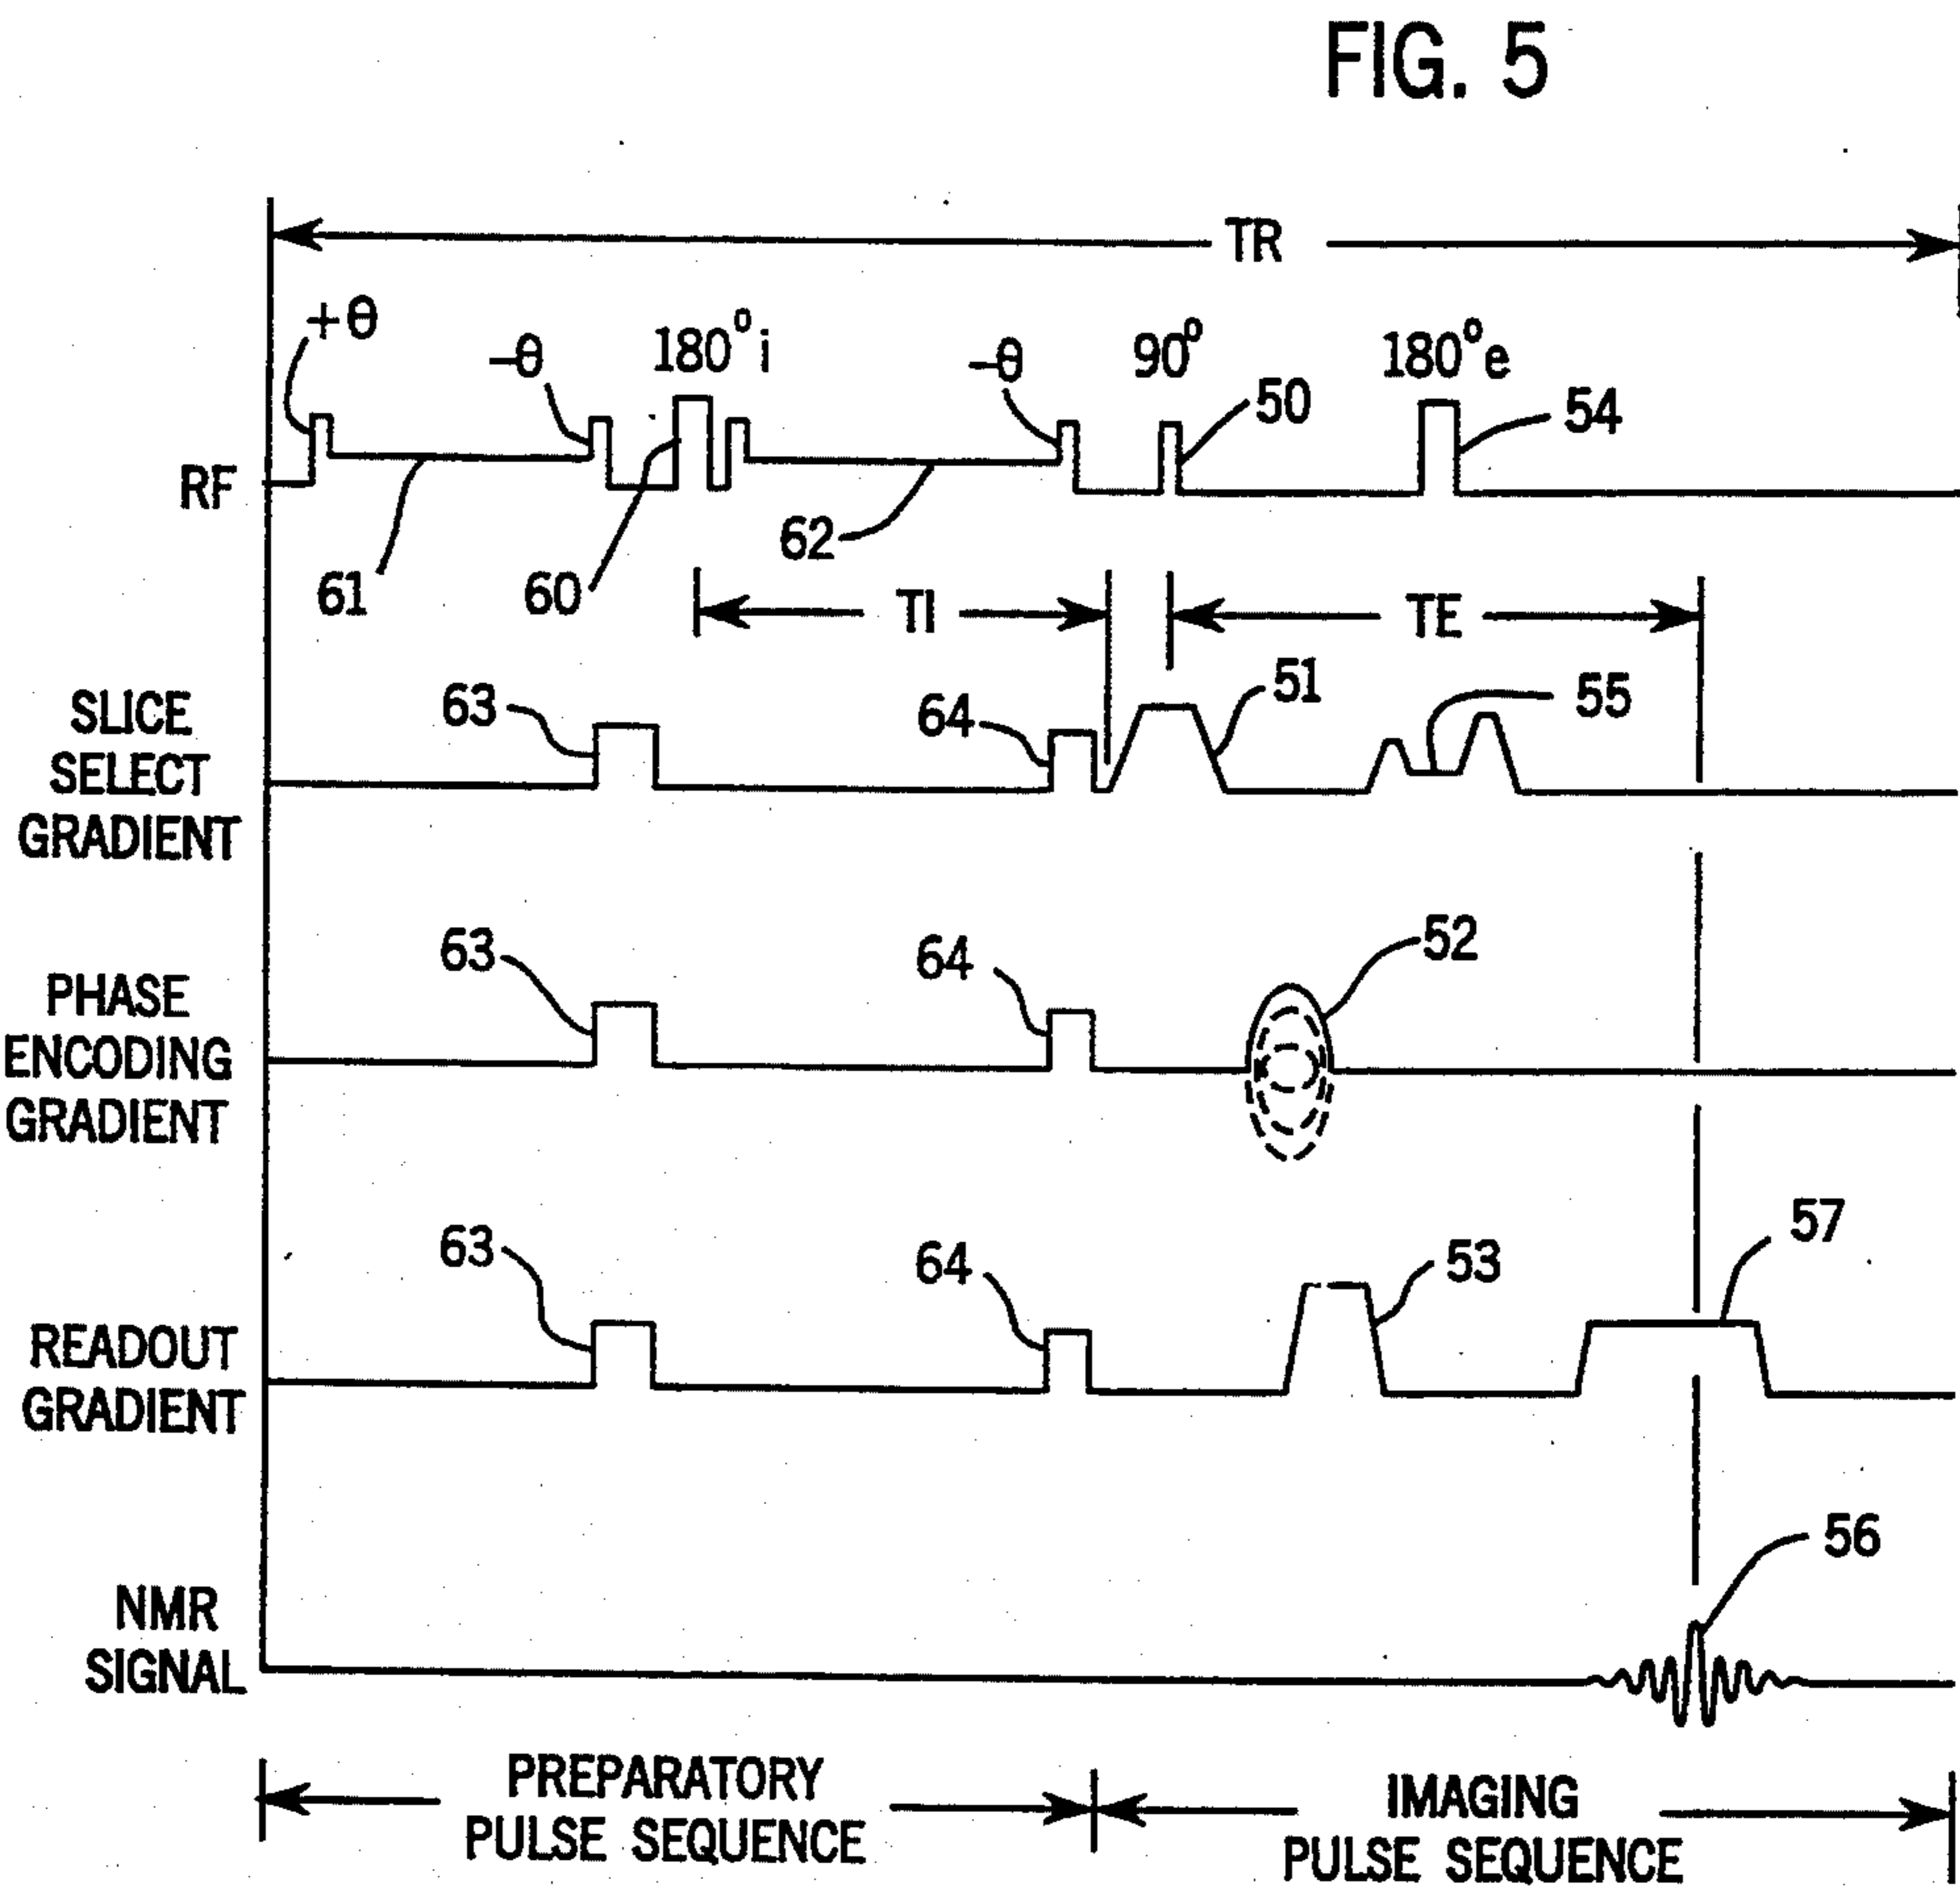 FIG. 5
TR
+θ
−θ
180°i
−θ
90°
180°e
50
54
RF
61
60
62
TI
TE
SLICE
SELECT
GRADIENT
63
64
51
55
PHASE
ENCODING
GRADIENT
63
64
52
READOUT
GRADIENT
63
64
53
57
NMR
SIGNAL
56
PREPARATORY
PULSE SEQUENCE
IMAGING
PULSE SEQUENCE